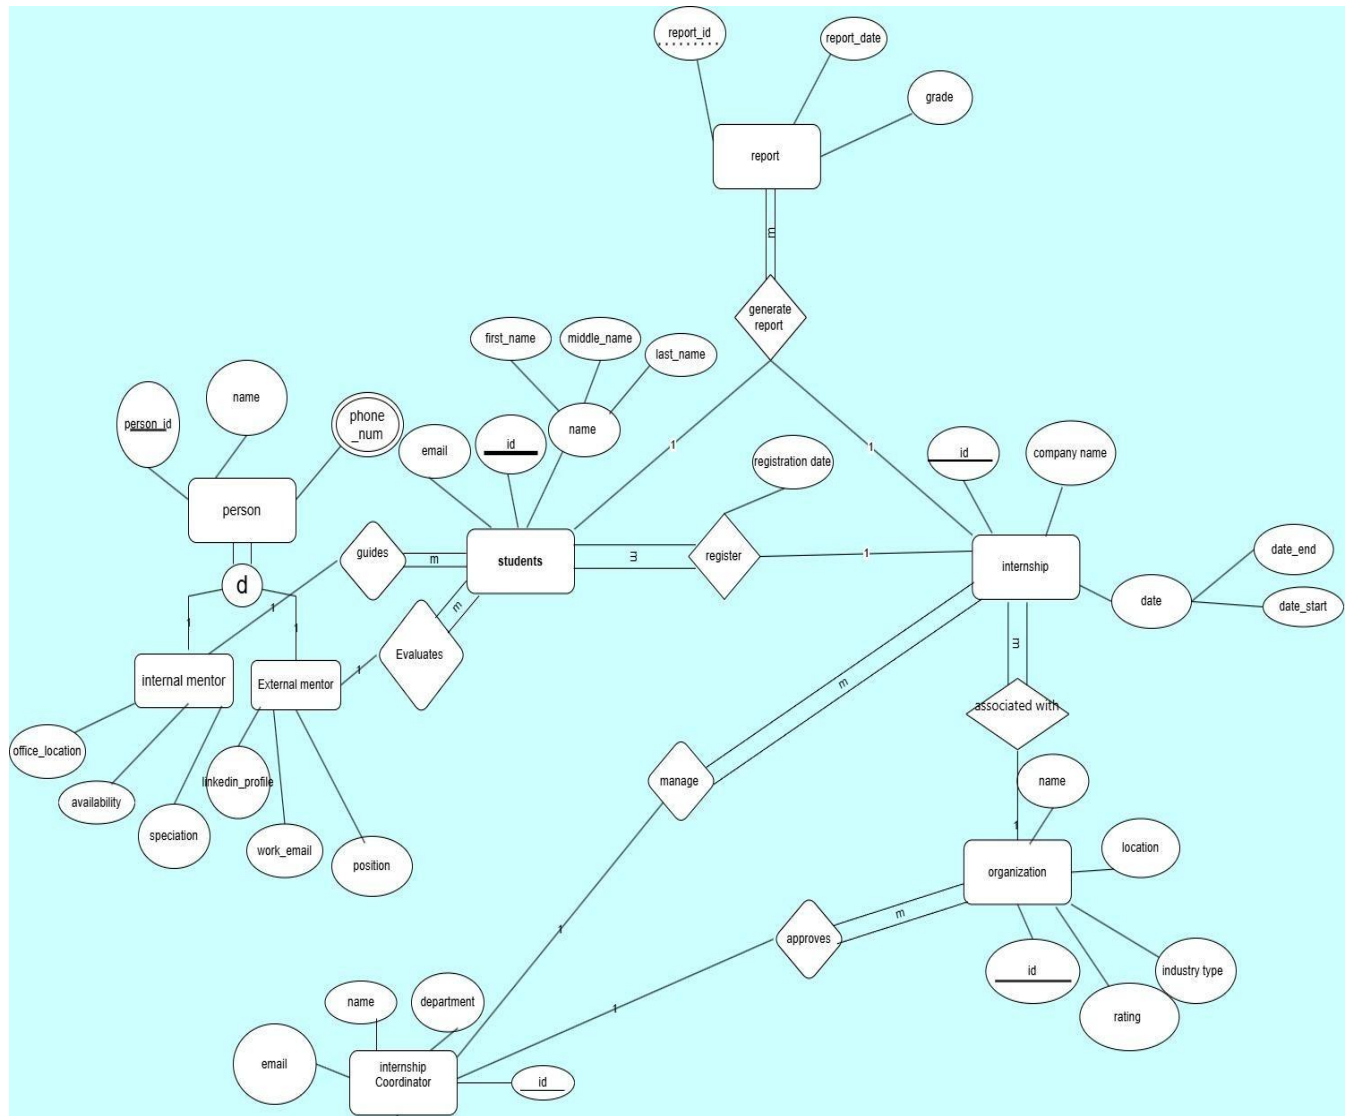 report_id
report_date
grade
report
m
generate
report
first_name
middle_name
last_name
name
person_id
phone
_num
email
id
name
1
registration date
1
id
company name
person
guides
m
students
m
register
1
internship
date_end
date_start
date
d
1
1
1
m
Evaluates
1
m
m
internal mentor
External mentor
associated with
office_location
availability
speciation
linkedin_profile
work_email
position
manage
name
1
location
organization
m
approves
1
id
industry type
rating
1
name
department
email
internship
Coordinator
id